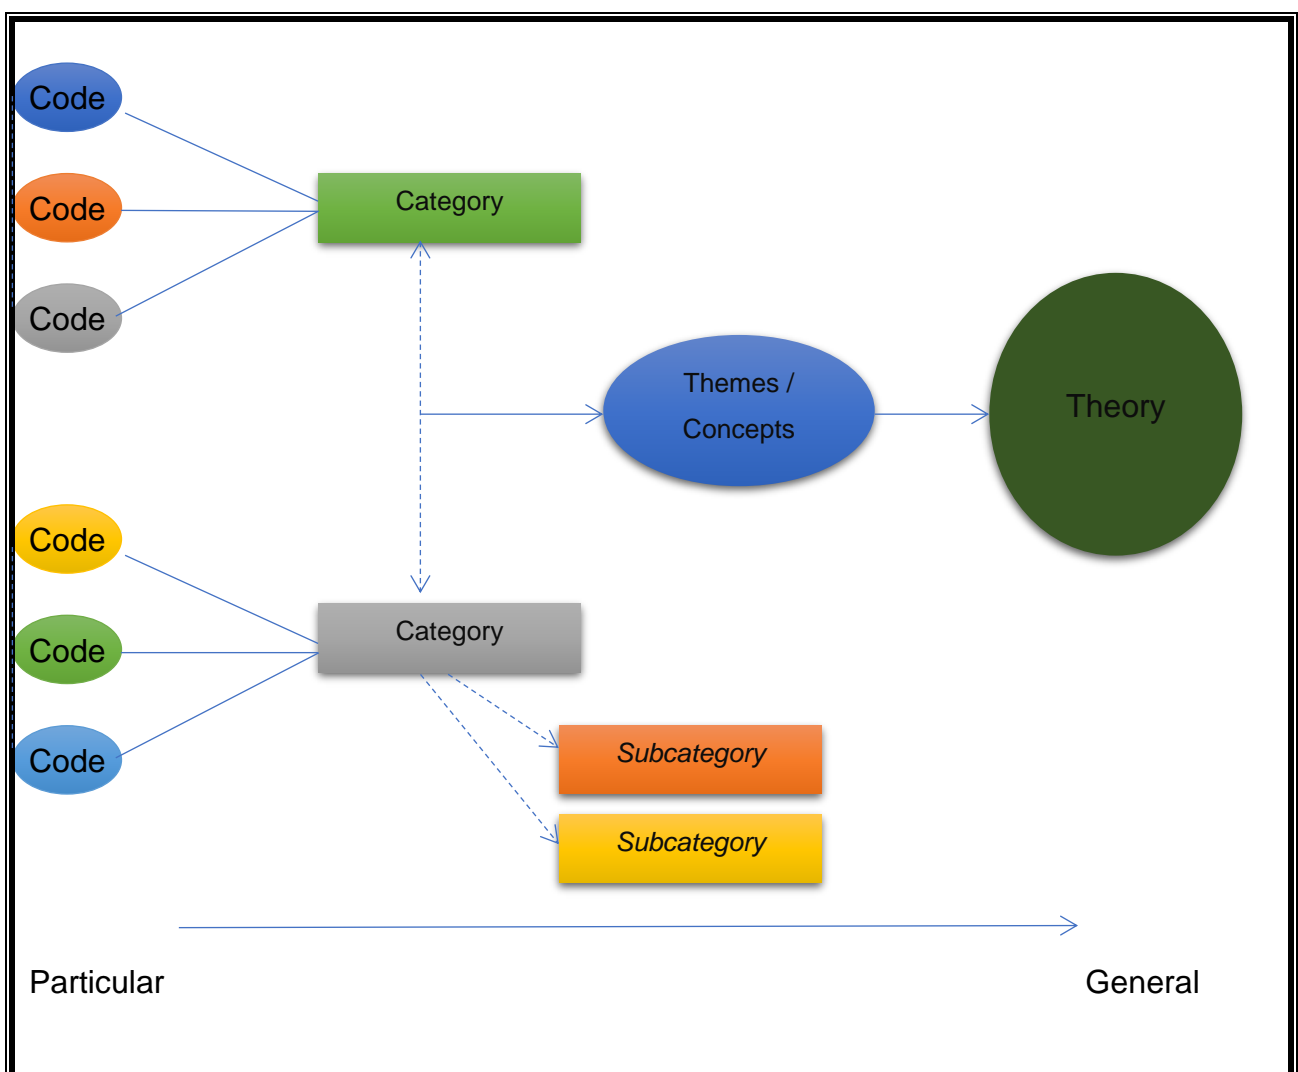 Code
Code
Code
Category
Themes /
Concepts
Theory
Code
Code
Code
Category
Subcategory
Subcategory
Particular
General